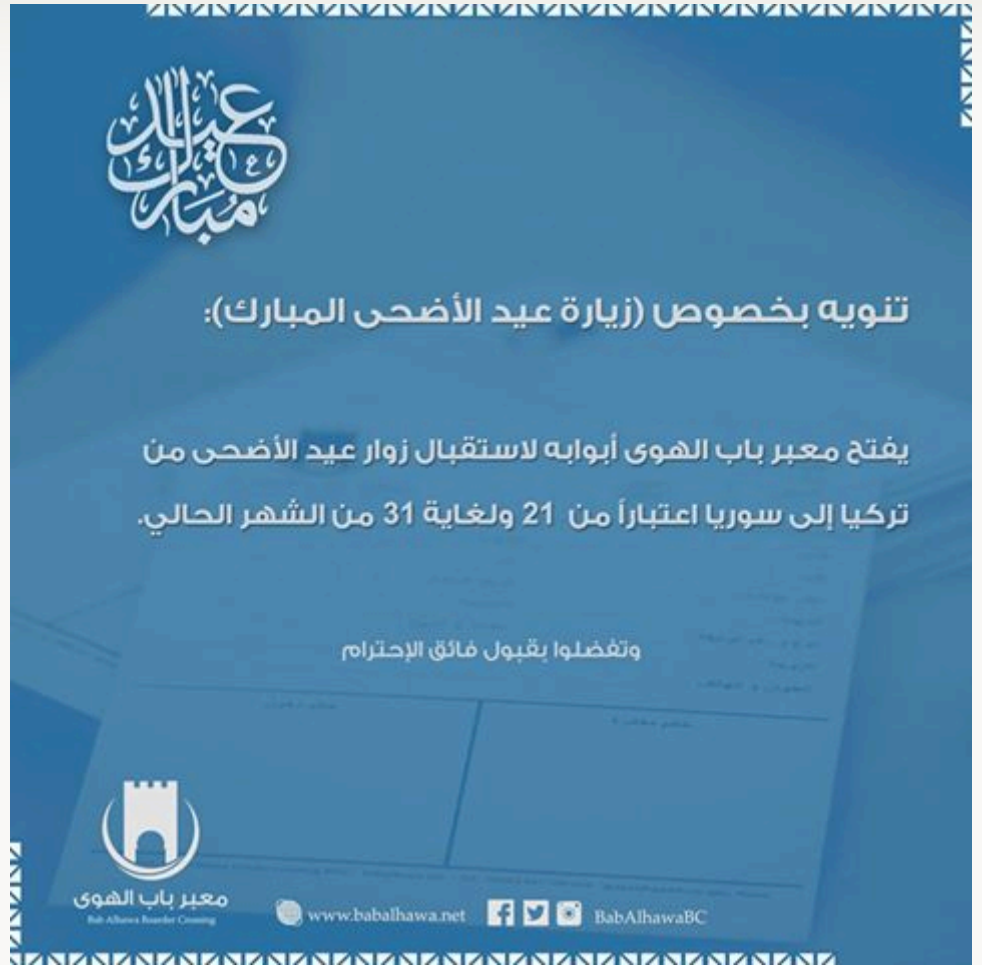 عيد
مبارك
تنويه بخصوص (زيارة عيد الأضحى المبارك):
يفتح معبر باب الهوى أبوابه لاستقبال زوار عيد الأضحى من
تركيا إلى سوريا اعتباراً من 21 ولغاية 31 من الشهر الحالي.
وتفضلوا بقبول فائق الإحترام
معبر باب الهوى
Bab Alhawa Boarder Crossing
www.babalhawa.net
BabAlhawaBC